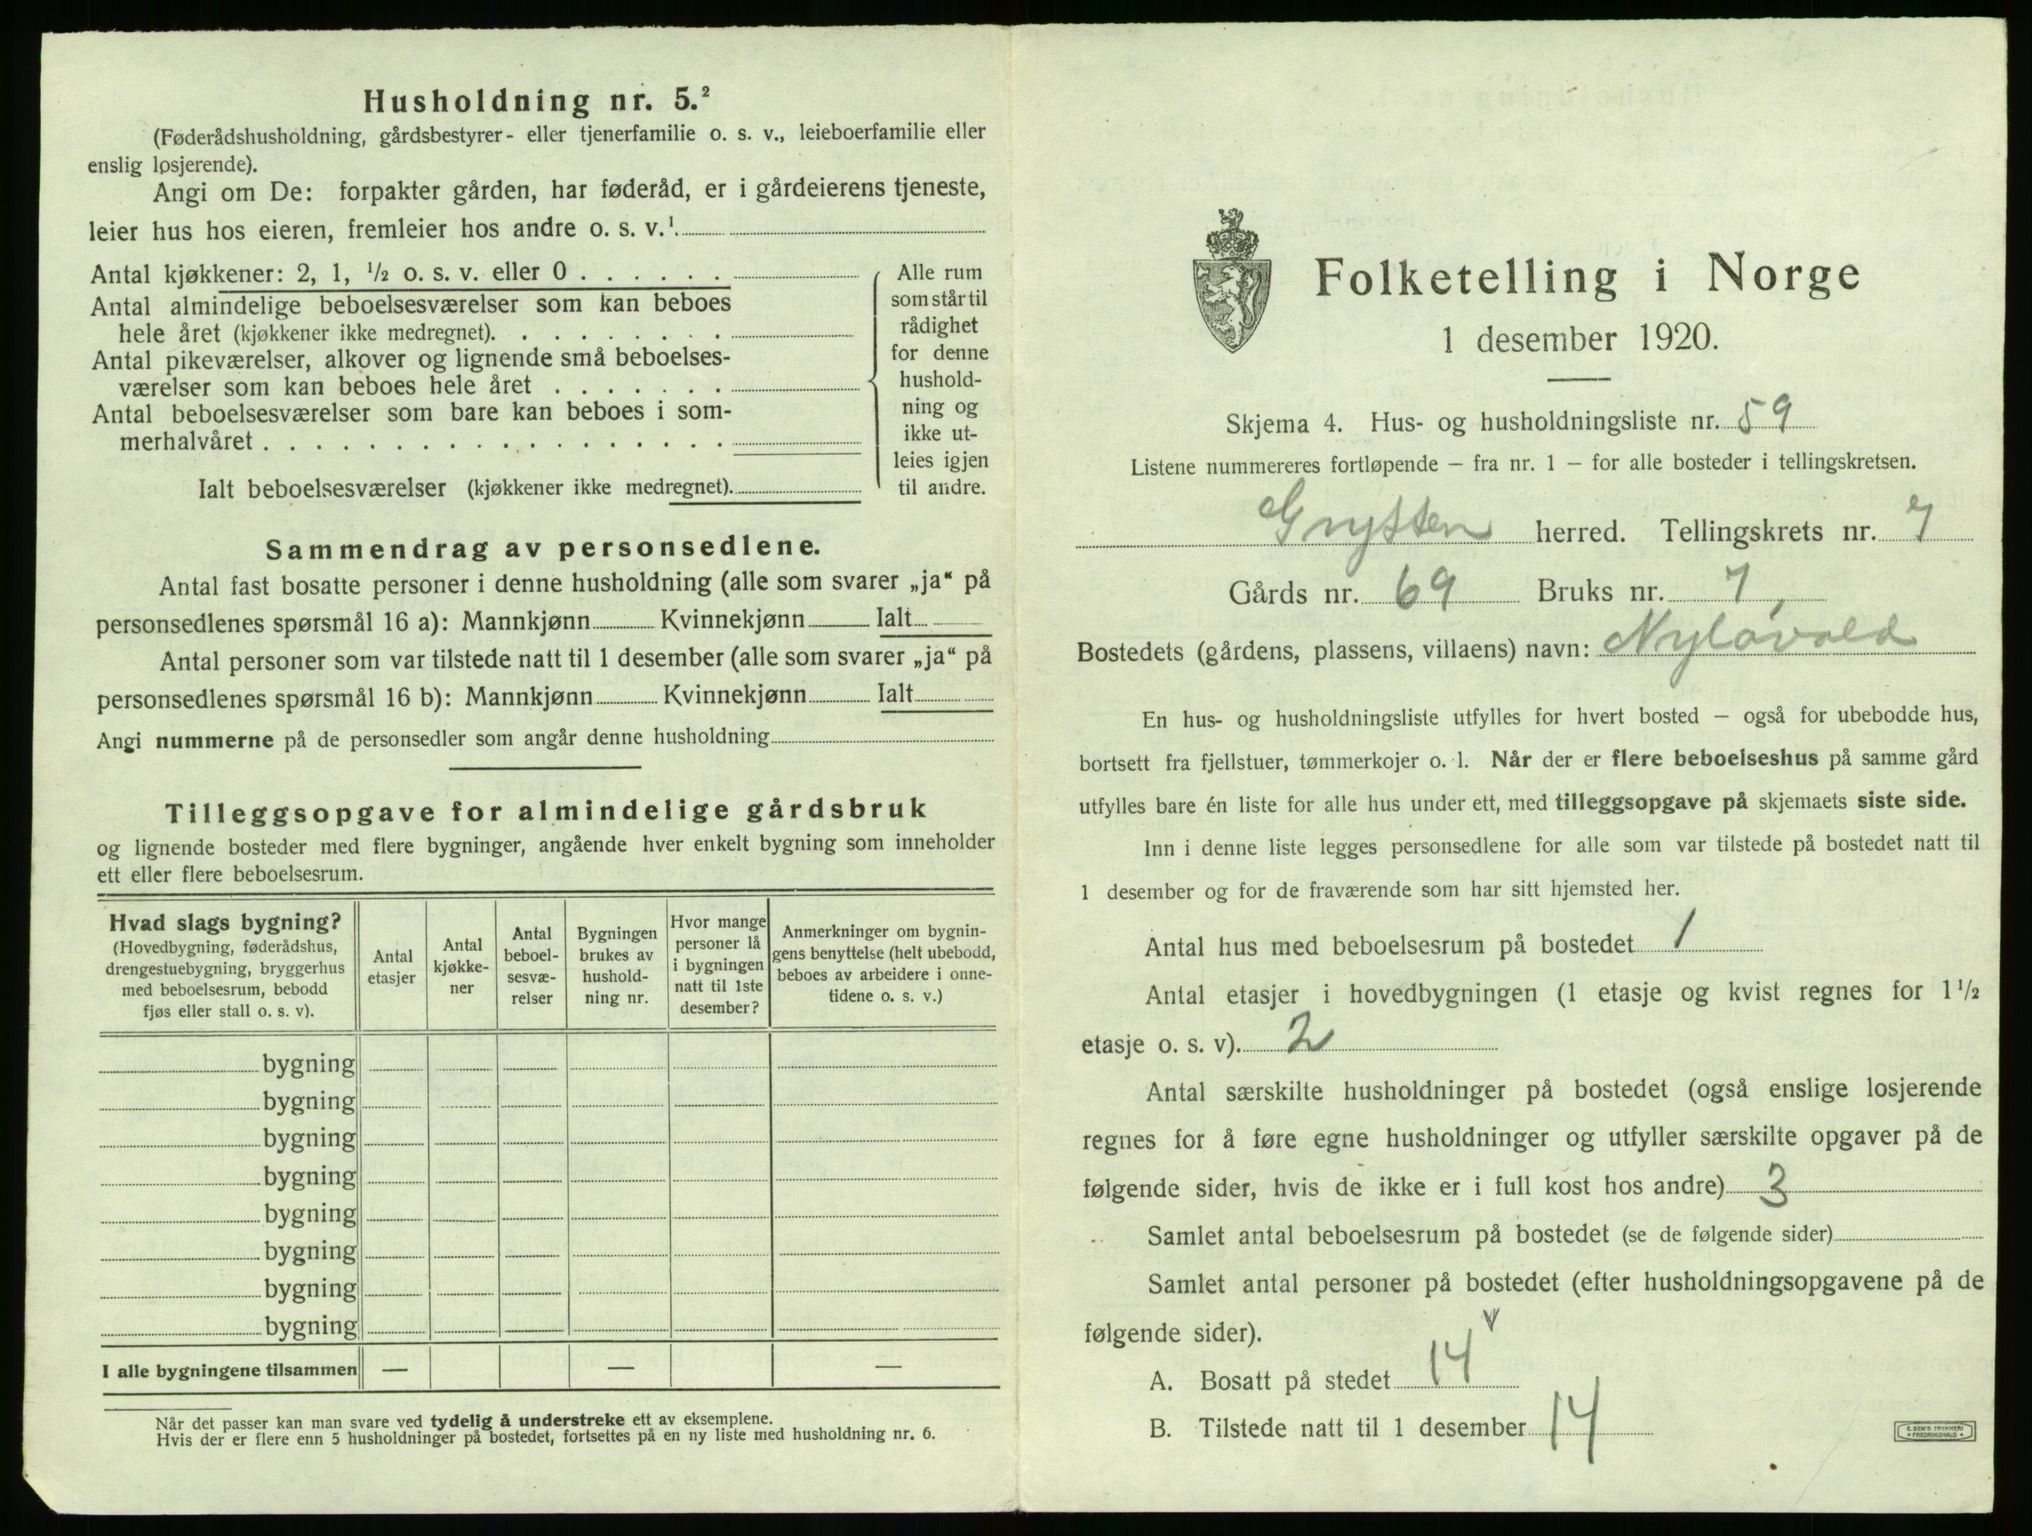 Husholdning nr. 5.²
(Føderådshusholdning, gårdsbestyrer- eller tjenerfamilie o. s. v., leieboerfamilie eller
enslig losjerende).
Angi om De: forpakter gården, har føderåd, er i gårdeierens tjeneste,
leier hus hos eieren, fremleier hos andre o. s. v.¹
Antal kjøkkener: 2, 1, ½ o. s. v. eller 0 . . . . . .
Antal almindelige beboelsesværelser som kan beboes
hele året (kjøkkener ikke medregnet). . . . . . . . .
Antal pikeværelser, alkover og lignende små beboelses-
værelser som kan beboes hele året . . . . . . .
Antal beboelsesværelser som bare kan beboes i som-
merhalvåret . . . . . . . . . . . . . . . . . .
Ialt beboelsesværelser (kjøkkener ikke medregnet).
Alle rum
som står til
rådighet
for denne
hushold-
ning og
ikke ut-
leies igjen
til andre.
Sammendrag av personsedlene.
Antal fast bosatte personer i denne husholdning (alle som svarer „ja“ på
personsedlenes spørsmål 16 a): Mannkjønn Kvinnekjønn Ialt
Antal personer som var tilstede natt til 1 desember (alle som svarer „ja“ på
personsedlenes spørsmål 16 b): Mannkjønn Kvinnekjønn Ialt
Angi nummerne på de personsedler som angår denne husholdning
Tilleggsopgave for almindelige gårdsbruk
og lignende bosteder med flere bygninger, angående hver enkelt bygning som inneholder
ett eller flere beboelsesrum.
Hvad slags bygning?
(Hovedbygning, føderådshus,
drengestuebygning, bryggerhus
med beboelsesrum, bebodd
fjøs eller stall o. s. v).
Antal
etasjer
Antal
kjøkke-
ner
Antal
beboel-
sesvæ-
relser
Bygningen
brukes av
hushold-
ning nr.
Hvor mange
personer lå
i bygningen
natt til 1ste
desember?
Anmerkninger om bygnin-
gens benyttelse (helt ubebodd,
beboes av arbeidere i onne-
tidene o. s. v.)
bygning
bygning
bygning
bygning
bygning
bygning
bygning
bygning
I alle bygningene tilsammen — — —
Når det passer kan man svare ved tydelig å understreke ett av eksemplene.
Hvis der er flere enn 5 husholdninger på bostedet, fortsettes på en ny liste med husholdning nr. 6.
Folketelling i Norge
1 desember 1920.
Skjema 4. Hus- og husholdningsliste nr. 59
Listene nummereres fortløpende – fra nr. 1 – for alle bosteder i tellingskretsen.
Grytten herred. Tellingskrets nr. 7
Gårds nr. 69 Bruks nr. 7,
Bostedets (gårdens, plassens, villaens) navn: Nyløvold
En hus- og husholdningsliste utfylles for hvert bosted – også for ubebodde hus,
bortsett fra fjellstuer, tømmerkojer o. l. Når der er flere beboelseshus på samme gård
utfylles bare én liste for alle hus under ett, med tilleggsopgave på skjemaets siste side.
Inn i denne liste legges personsedlene for alle som var tilstede på bostedet natt til
1 desember og for de fraværende som har sitt hjemsted her.
Antal hus med beboelsesrum på bostedet 1
Antal etasjer i hovedbygningen (1 etasje og kvist regnes for 1 ½
etasje o. s. v). 2
Antal særskilte husholdninger på bostedet (også enslige losjerende
regnes for å føre egne husholdninger og utfyller særskilte opgaver på de
følgende sider, hvis de ikke er i full kost hos andre) 3
Samlet antal beboelsesrum på bostedet (se de følgende sider)
Samlet antal personer på bostedet (efter husholdningsopgavene på de
følgende sider).
A. Bosatt på stedet 14
B. Tilstede natt til 1 desember 14